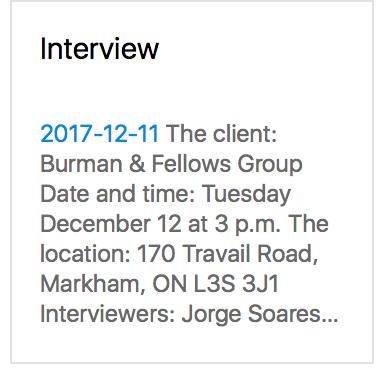 Interview
2017-12-11 The client:
Burman & Fellows Group
Date and time: Tuesday
December 12 at 3 p.m. The
location: 170 Travail Road,
Markham, ON L3S 3J1
Interviewers: Jorge Soares...